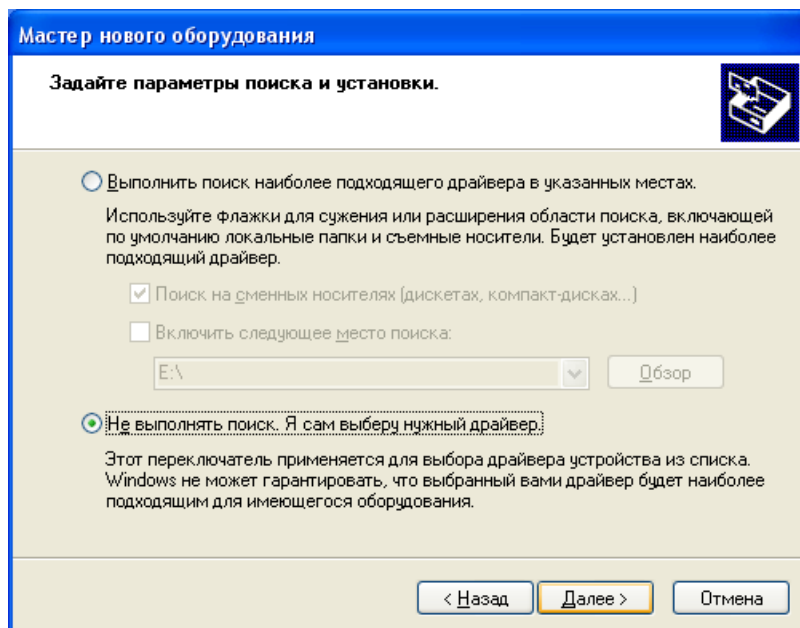 Мастер нового оборудования
Задайте параметры поиска и установки.
Выполнить поиск наиболее подходящего драйвера в указанных местах.
Используйте флажки для сужения или расширения области поиска, включающей
по умолчанию локальные папки и съемные носители. Будет установлен наиболее
подходящий драйвер.
Поиск на сменных носителях (дискетах, компакт-дисках...)
Включить следующее место поиска:
E:\
Обзор
Не выполнять поиск. Я сам выберу нужный драйвер.
Этот переключатель применяется для выбора драйвера устройства из списка.
Windows не может гарантировать, что выбранный вами драйвер будет наиболее
подходящим для имеющегося оборудования.
< Назад
Далее >
Отмена